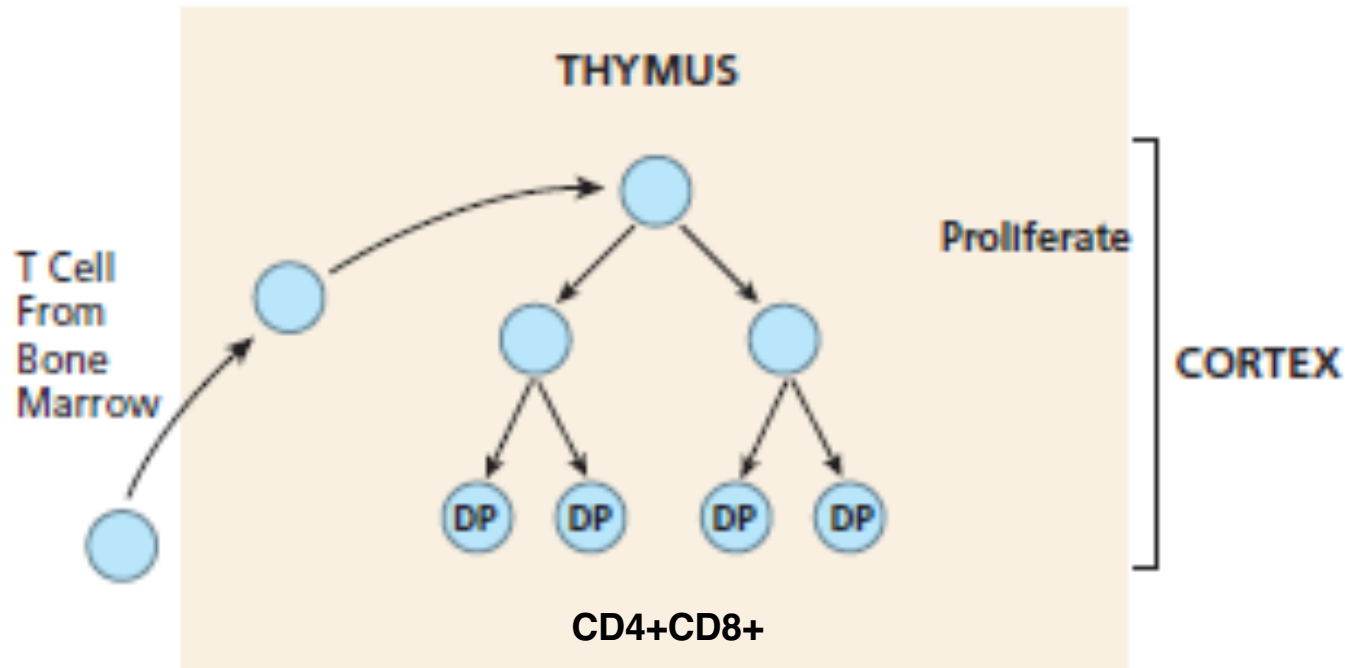 THYMUS
Proliferate
T Cell
From
Bone
Marrow
CORTEX
DP DP DP DP
CD4+CD8+